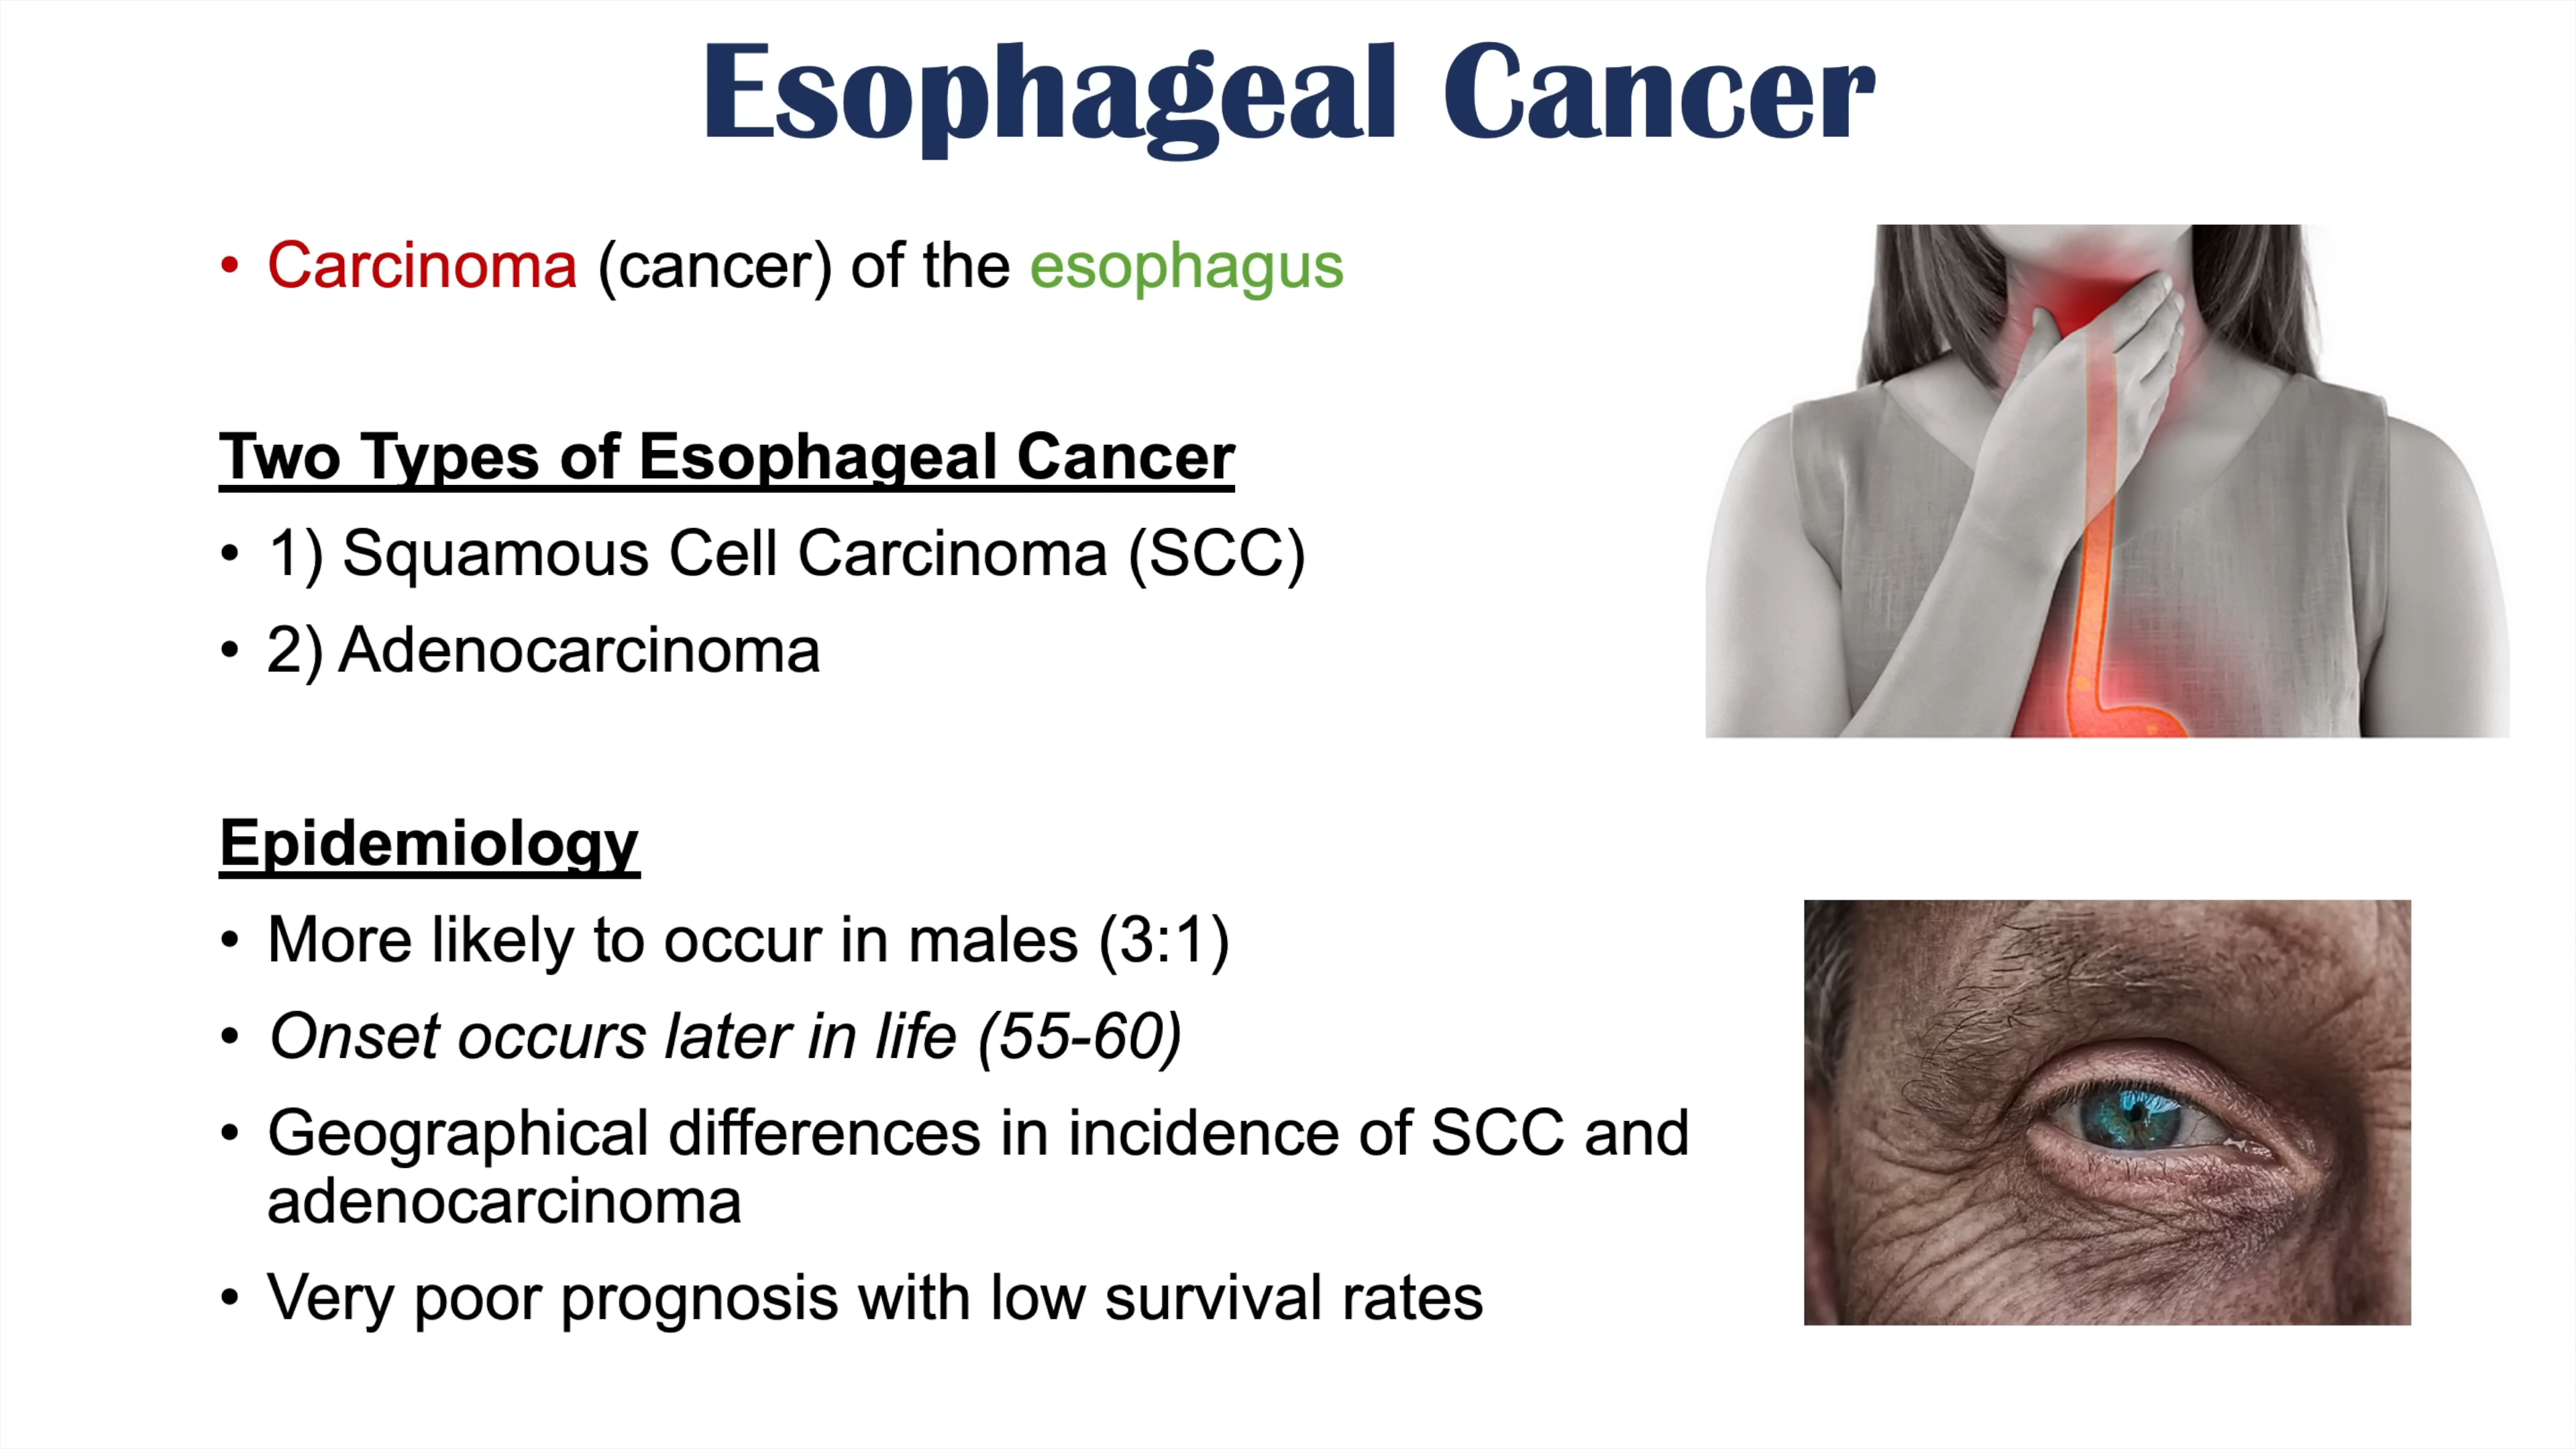 Esophageal Cancer
• Carcinoma (cancer) of the esophagus
Two Types of Esophageal Cancer
• 1) Squamous Cell Carcinoma (SCC)
• 2) Adenocarcinoma
Epidemiology
• More likely to occur in males (3:1)
• Onset occurs later in life (55-60)
• Geographical differences in incidence of SCC and
adenocarcinoma
• Very poor prognosis with low survival rates